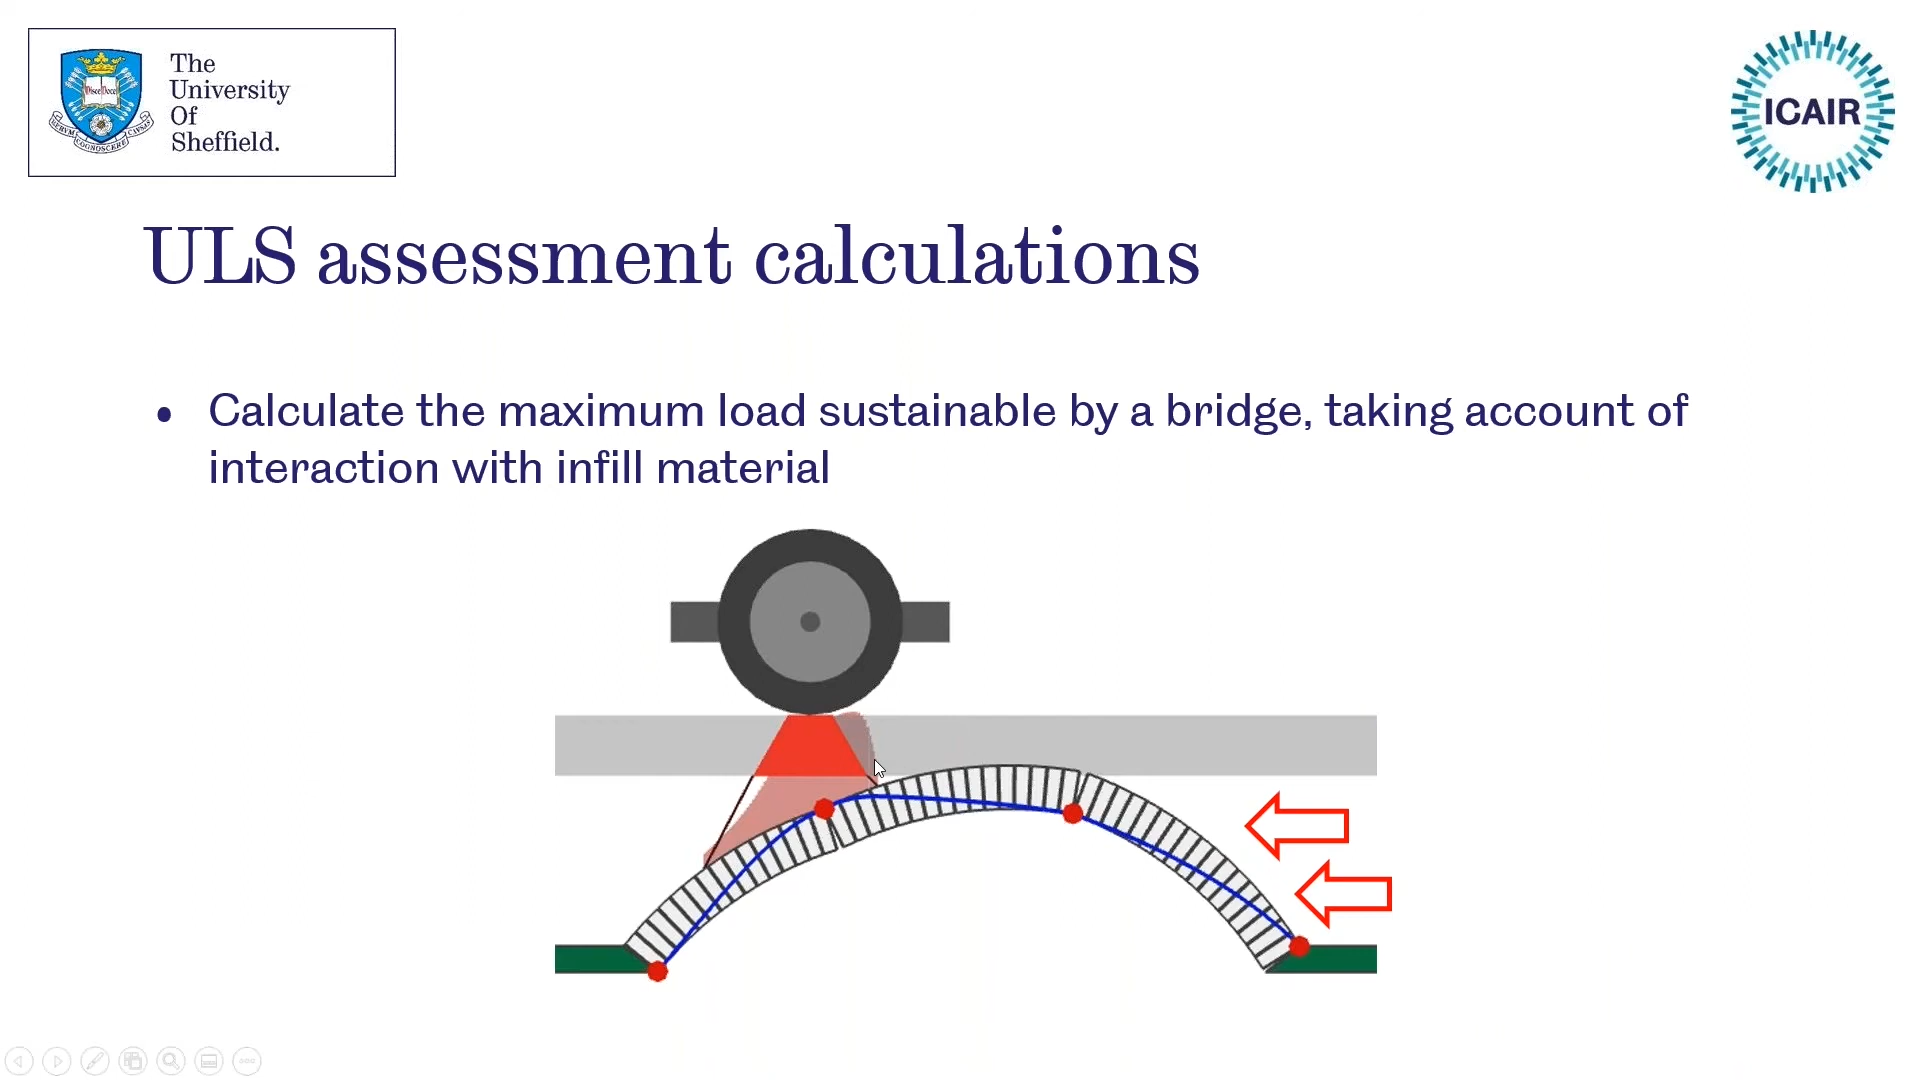 The
University
Of
Sheffield.
ICAIR
ULS assessment calculations
• Calculate the maximum load sustainable by a bridge, taking account of
interaction with infill material